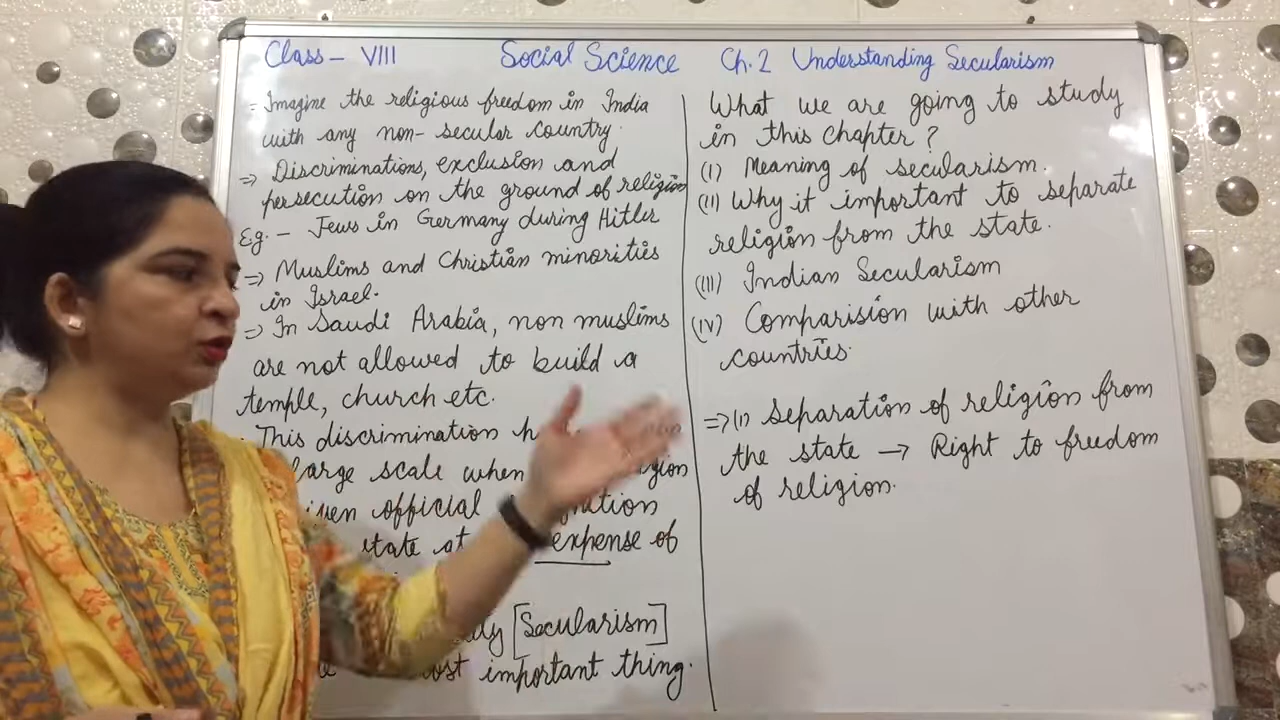 Class – VIII Social Science Ch. 2 Understanding Secularism
⇒ Imagine the religious freedom in India
with any non-secular country.
⇒ Discriminations, exclusion and
persecution on the ground of religion
Eg. – Jews in Germany during Hitler
⇒ Muslims and Christian minorities
in Israel.
⇒ In Saudi Arabia, non muslims
are not allowed to build a
temple, church etc.
This discrimination
large scale when
official
state at expense of
[Secularism]
important thing.
What we are going to study
in this chapter?
(I) Meaning of secularism.
(II) Why it important to separate
religion from the state.
(III) Indian Secularism
(IV) Comparision with other
countries.
⇒ (I) Separation of religion from
the state → Right to freedom
of religion.